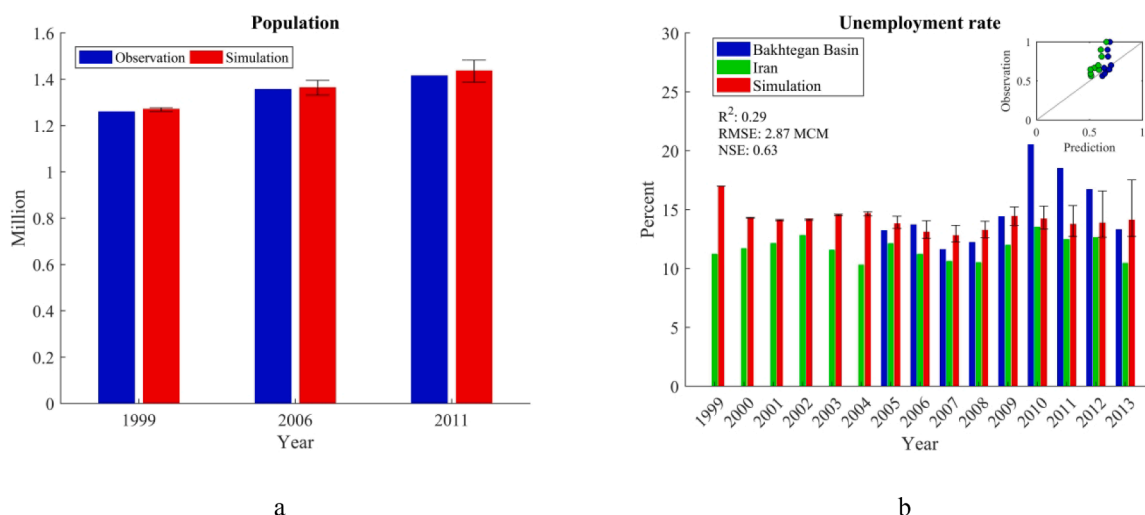 Population
1.6
1.4
1.2
1
0.8
0.6
0.4
0.2
0
Million
Observation Simulation
1999 2006 2011
Year
a
Unemployment rate
30
25
20
15
10
5
0
Percent
Bakhtegan Basin
Iran
Simulation
R²: 0.29
RMSE: 2.87 MCM
NSE: 0.63
1
0.5
0
Observation
0 0.5 1
Prediction
1999 2000 2001 2002 2003 2004 2005 2006 2007 2008 2009 2010 2011 2012 2013
Year
b